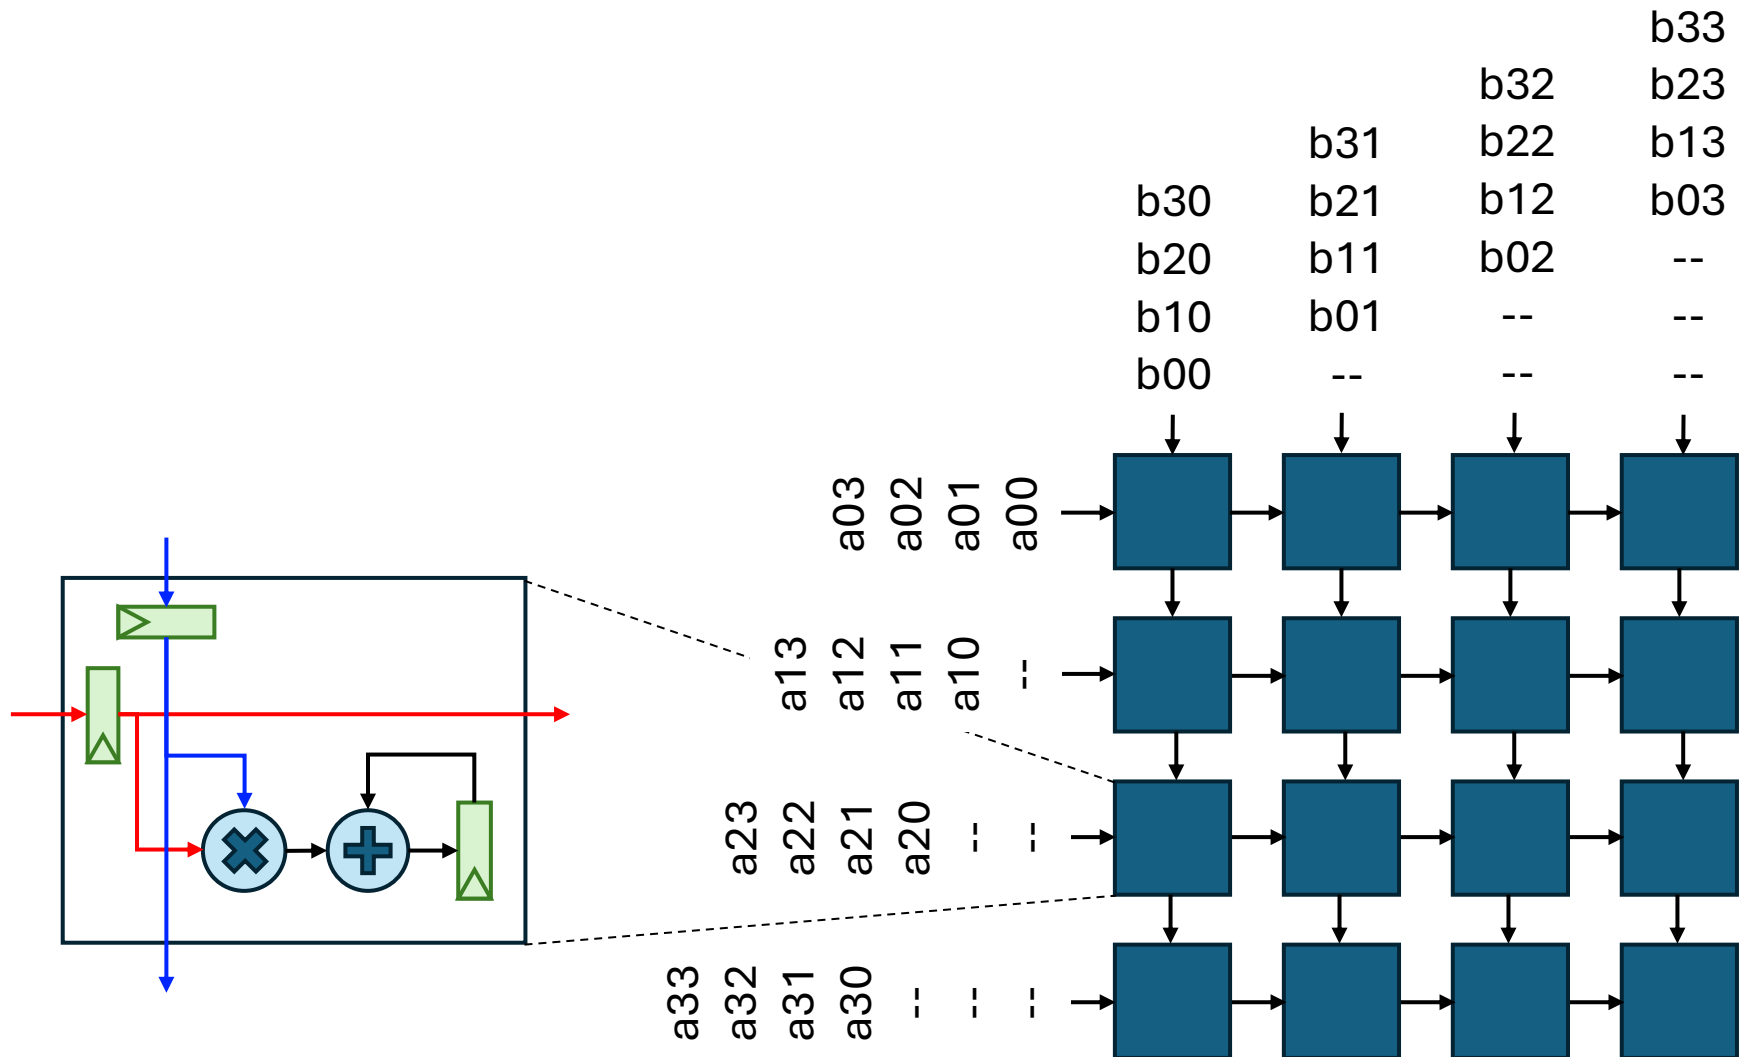 b33
b32 b23
b31 b22 b13
b30 b21 b12 b03
b20 b11 b02 --
b10 b01 -- --
b00 -- -- --
a03 a02 a01 a00
a13 a12 a11 a10 --
a23 a22 a21 a20 -- --
a33 a32 a31 a30 -- -- --